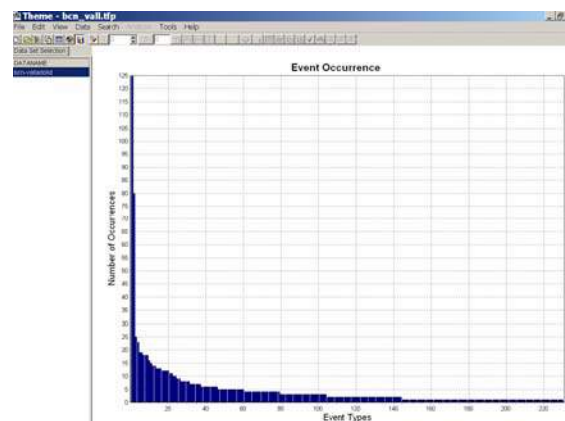 Theme - bcn_vall.tfp
File Edit View Data Search Analyze Tools Help
Data Set Selection
DATANAME
bcn-valladolid
Event Occurrence
125
120
115
110
105
100
95
90
85
80
75
70
65
60
55
50
45
40
35
30
25
20
15
10
5
0
Number of Occurrences
20 40 60 80 100 120 140 160 180 200 220
Event Types